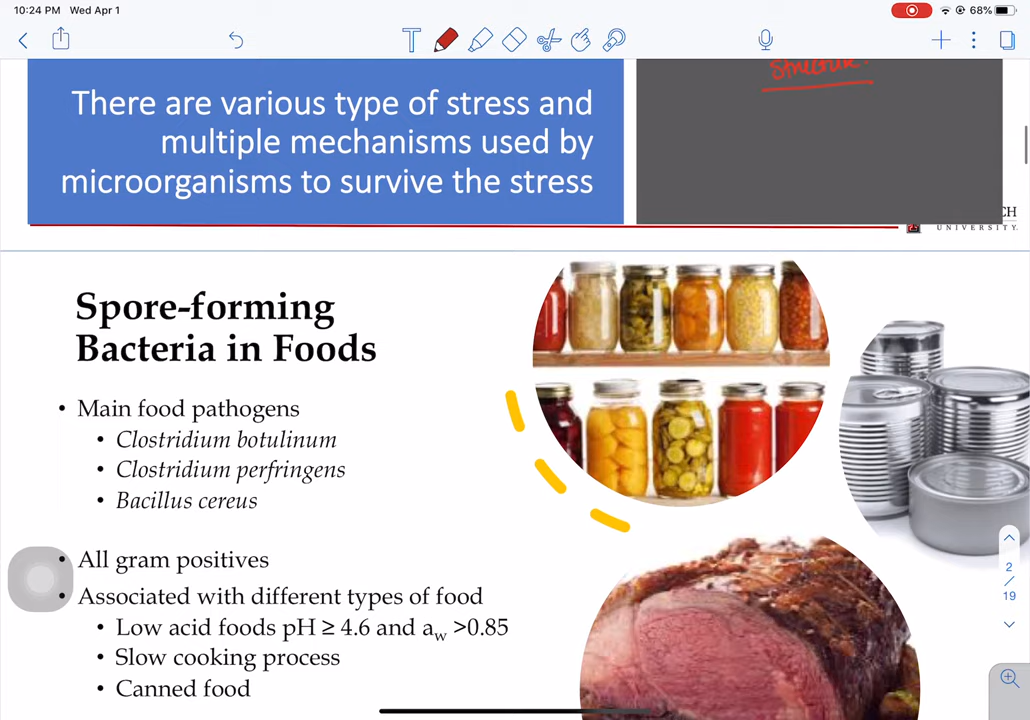 10:24 PM Wed Apr 1
68%
structure.
There are various type of stress and
multiple mechanisms used by
microorganisms to survive the stress
CH
UNIVERSITY.
Spore-forming
Bacteria in Foods
• Main food pathogens
• Clostridium botulinum
• Clostridium perfringens
• Bacillus cereus
• All gram positives
• Associated with different types of food
• Low acid foods pH ≥ 4.6 and aw >0.85
• Slow cooking process
• Canned food
2
/
19